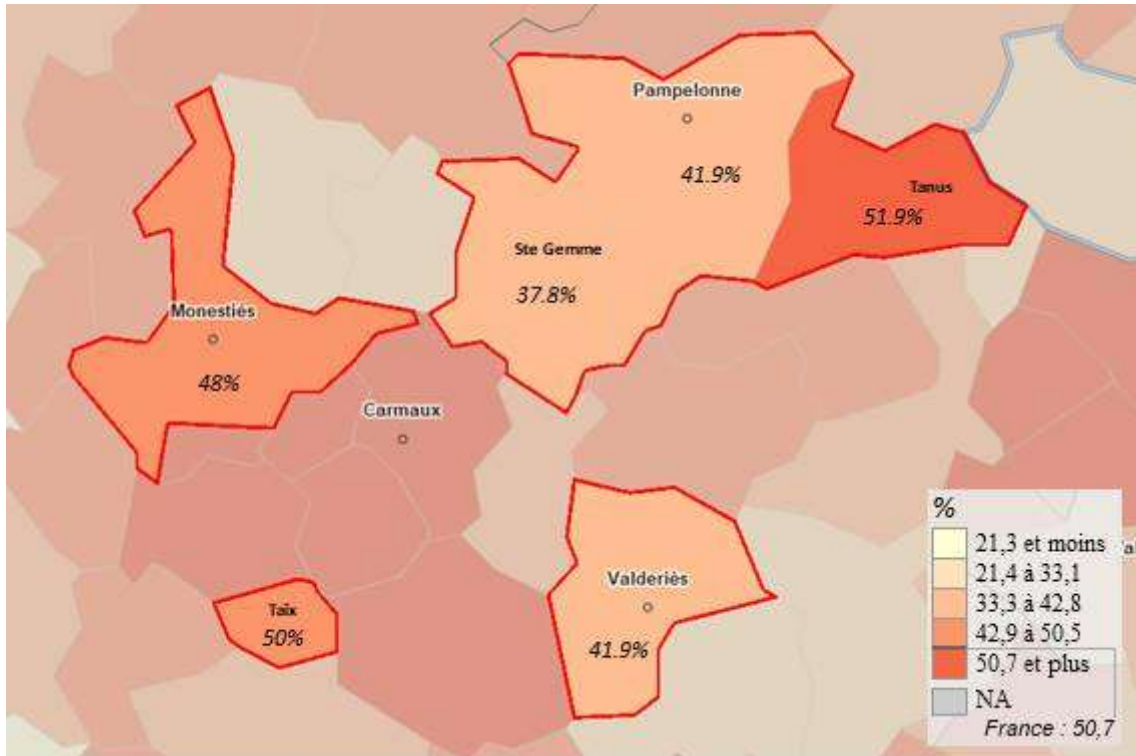 Pampelonne
41.9%
Tanus
51.9%
Ste Gemme
37.8%
Monestiés
48%
Carmaux
Valderiès
41.9%
Taïx
50%
%
21,3 et moins
21,4 à 33,1
33,3 à 42,8
42,9 à 50,5
50,7 et plus
NA
France : 50,7